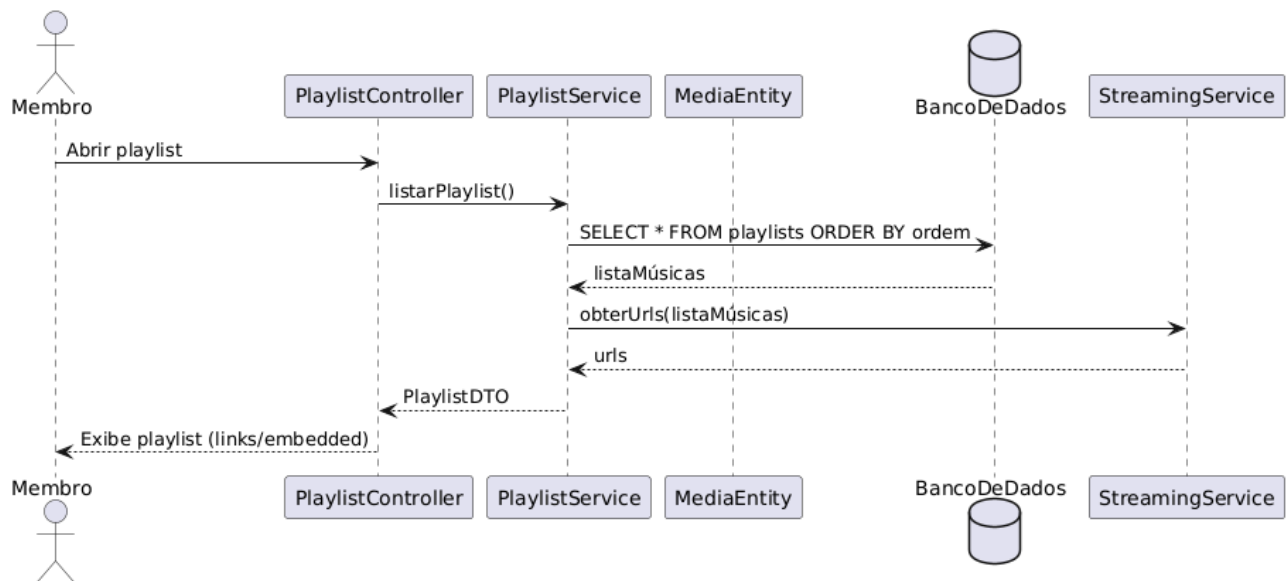 Membro
PlaylistController
PlaylistService
MediaEntity
BancoDeDados
StreamingService
Abrir playlist
listarPlaylist()
SELECT * FROM playlists ORDER BY ordem
listaMúsicas
obterUrls(listaMúsicas)
urls
PlaylistDTO
Exibe playlist (links/embedded)
Membro
PlaylistController
PlaylistService
MediaEntity
BancoDeDados
StreamingService